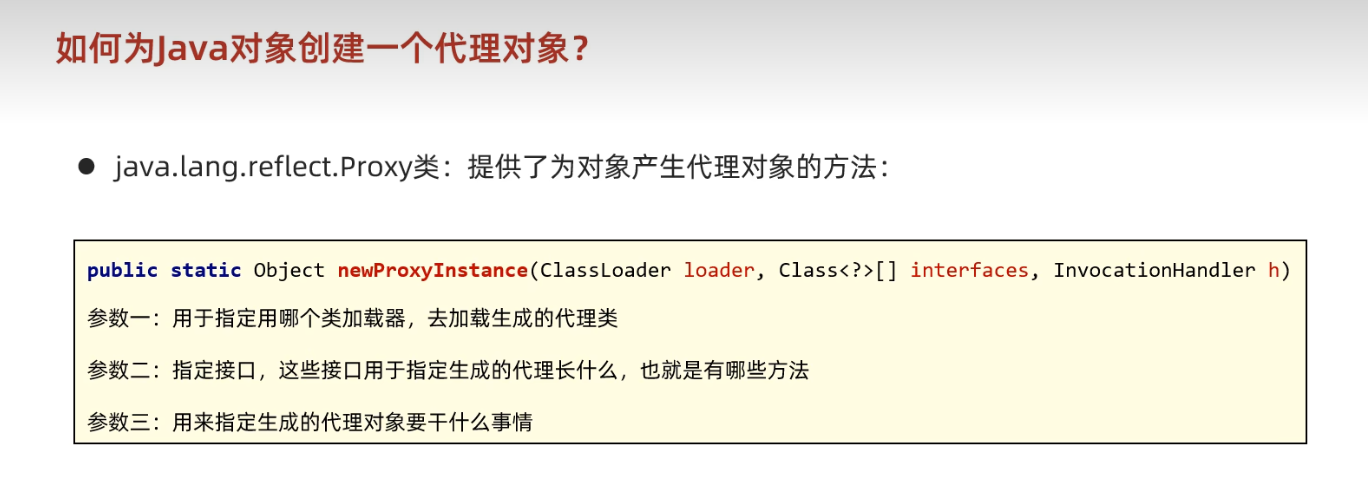 如何为Java对象创建一个代理对象？
● java.lang.reflect.Proxy类：提供了为对象产生代理对象的方法：
public static Object newProxyInstance(ClassLoader loader, Class<?>[] interfaces, InvocationHandler h)
参数一：用于指定用哪个类加载器，去加载生成的代理类
参数二：指定接口，这些接口用于指定生成的代理长什么，也就是有哪些方法
参数三：用来指定生成的代理对象要干什么事情